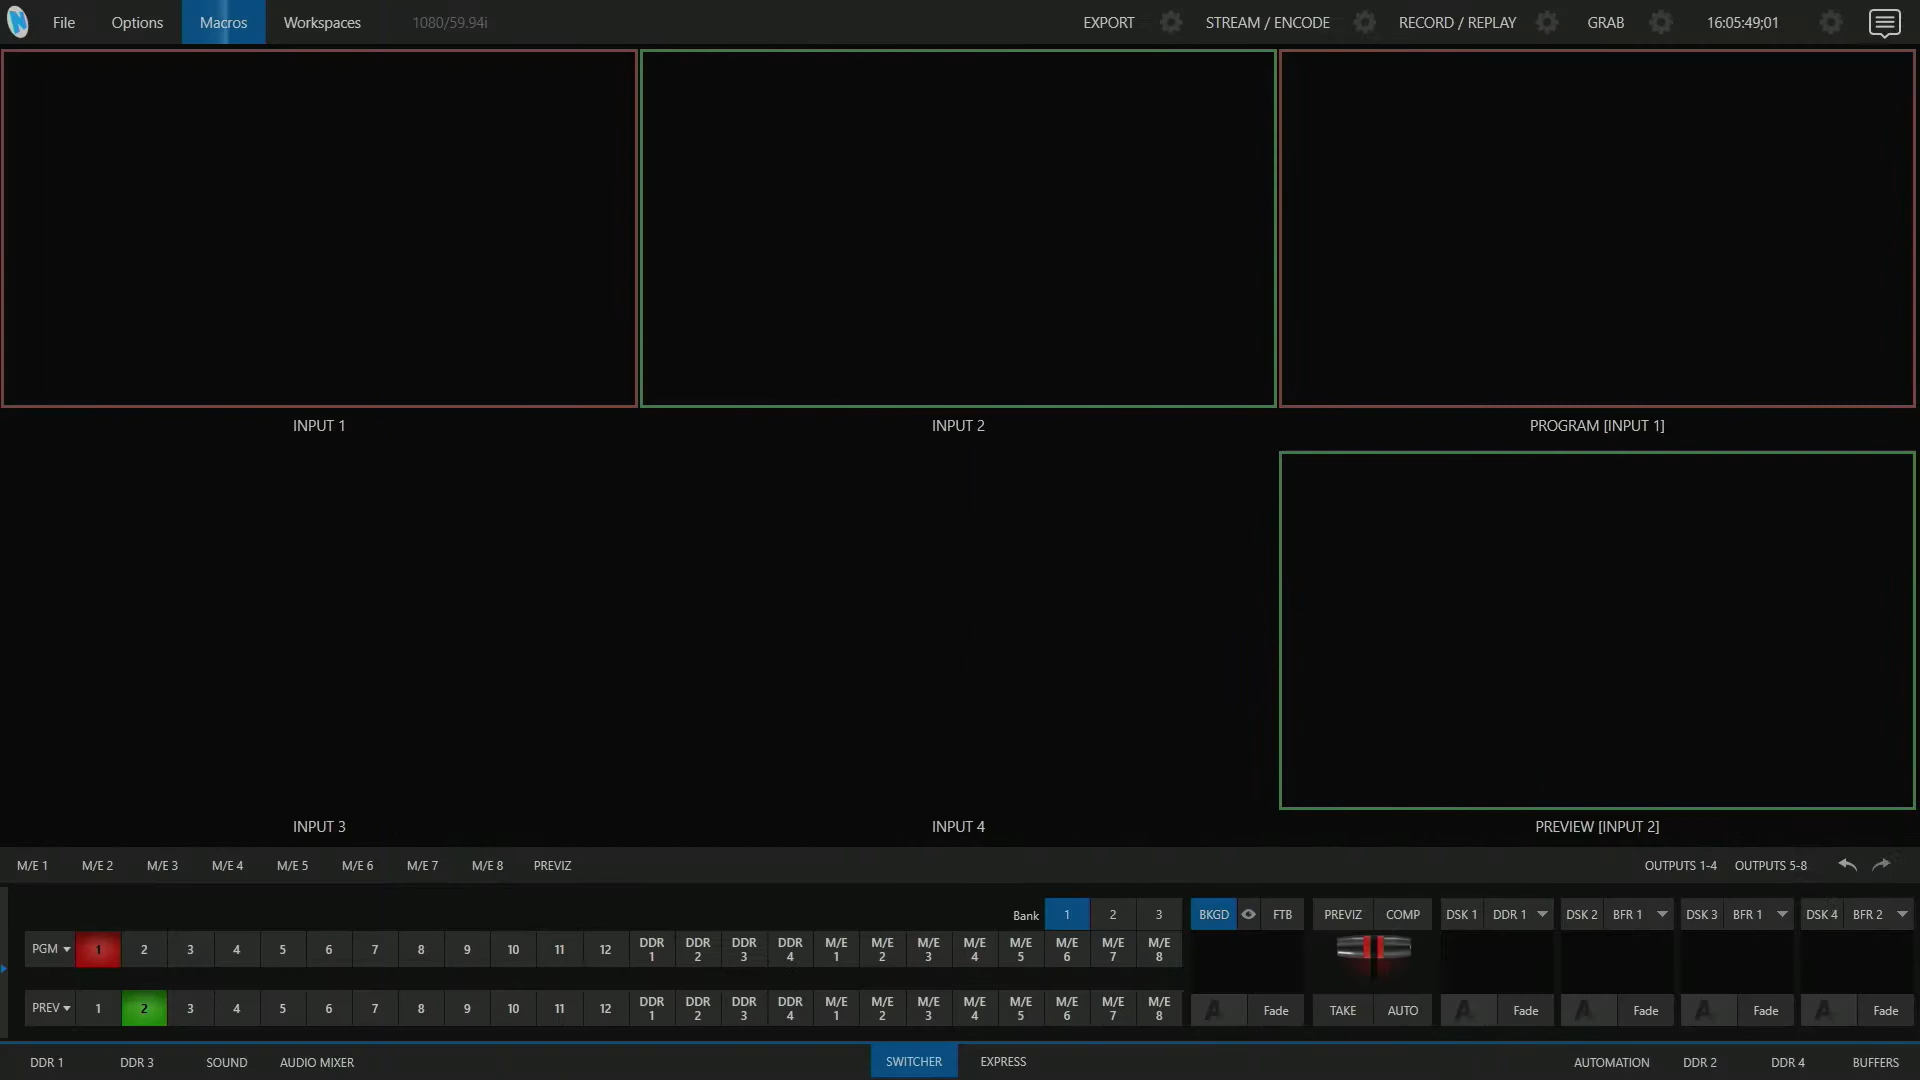 File Options Macros Workspaces 1080/59.94i EXPORT STREAM / ENCODE RECORD / REPLAY GRAB 16:05:49;01
INPUT 1 INPUT 2 PROGRAM [INPUT 1]
INPUT 3 INPUT 4 PREVIEW [INPUT 2]
M/E 1 M/E 2 M/E 3 M/E 4 M/E 5 M/E 6 M/E 7 M/E 8 PREVIZ OUTPUTS 1-4 OUTPUTS 5-8
Bank 1 2 3 BKGD FTB PREVIZ COMP DSK 1 DDR 1 DSK 2 BFR 1 DSK 3 BFR 1 DSK 4 BFR 2
PGM 1 2 3 4 5 6 7 8 9 10 11 12 DDR 1 DDR 2 DDR 3 DDR 4 M/E 1 M/E 2 M/E 3 M/E 4 M/E 5 M/E 6 M/E 7 M/E 8
PREV 1 2 3 4 5 6 7 8 9 10 11 12 DDR 1 DDR 2 DDR 3 DDR 4 M/E 1 M/E 2 M/E 3 M/E 4 M/E 5 M/E 6 M/E 7 M/E 8 A Fade TAKE AUTO A Fade A Fade A Fade A Fade
DDR 1 DDR 3 SOUND AUDIO MIXER SWITCHER EXPRESS AUTOMATION DDR 2 DDR 4 BUFFERS